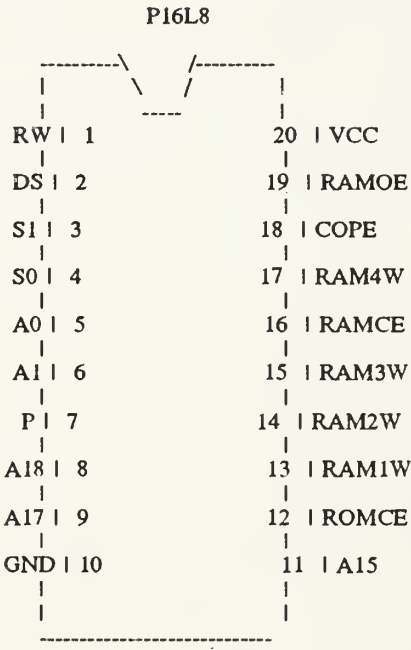 P16L8
RW | 1 20 | VCC
DS | 2 19 | RAMOE
S1 | 3 18 | COPE
S0 | 4 17 | RAM4W
A0 | 5 16 | RAMCE
A1 | 6 15 | RAM3W
P | 7 14 | RAM2W
A18 | 8 13 | RAM1W
A17 | 9 12 | ROMCE
GND | 10 11 | A15